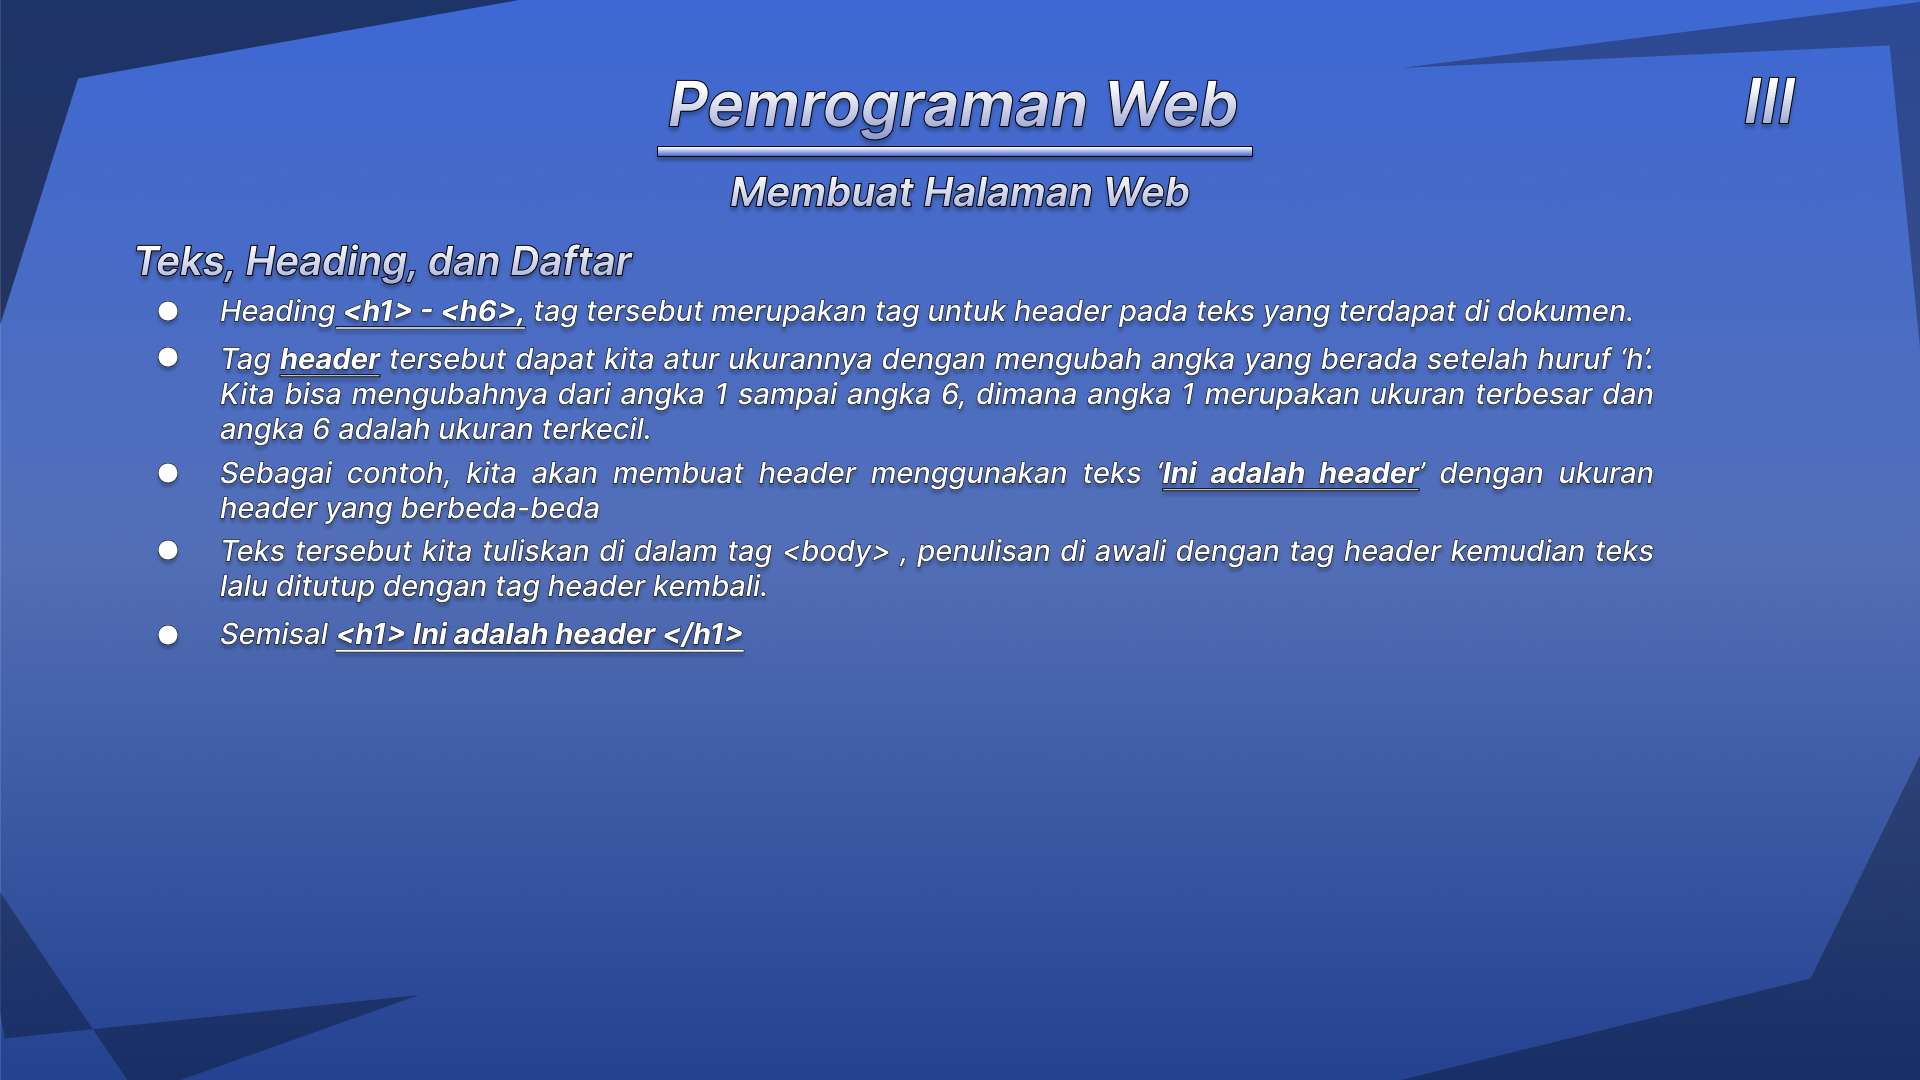 Pemrograman Web
III
Membuat Halaman Web
Teks, Heading, dan Daftar
● Heading <h1> - <h6>, tag tersebut merupakan tag untuk header pada teks yang terdapat di dokumen.
● Tag header tersebut dapat kita atur ukurannya dengan mengubah angka yang berada setelah huruf ‘h’.
Kita bisa mengubahnya dari angka 1 sampai angka 6, dimana angka 1 merupakan ukuran terbesar dan
angka 6 adalah ukuran terkecil.
● Sebagai contoh, kita akan membuat header menggunakan teks ‘Ini adalah header’ dengan ukuran
header yang berbeda-beda
● Teks tersebut kita tuliskan di dalam tag <body> , penulisan di awali dengan tag header kemudian teks
lalu ditutup dengan tag header kembali.
● Semisal <h1> Ini adalah header </h1>